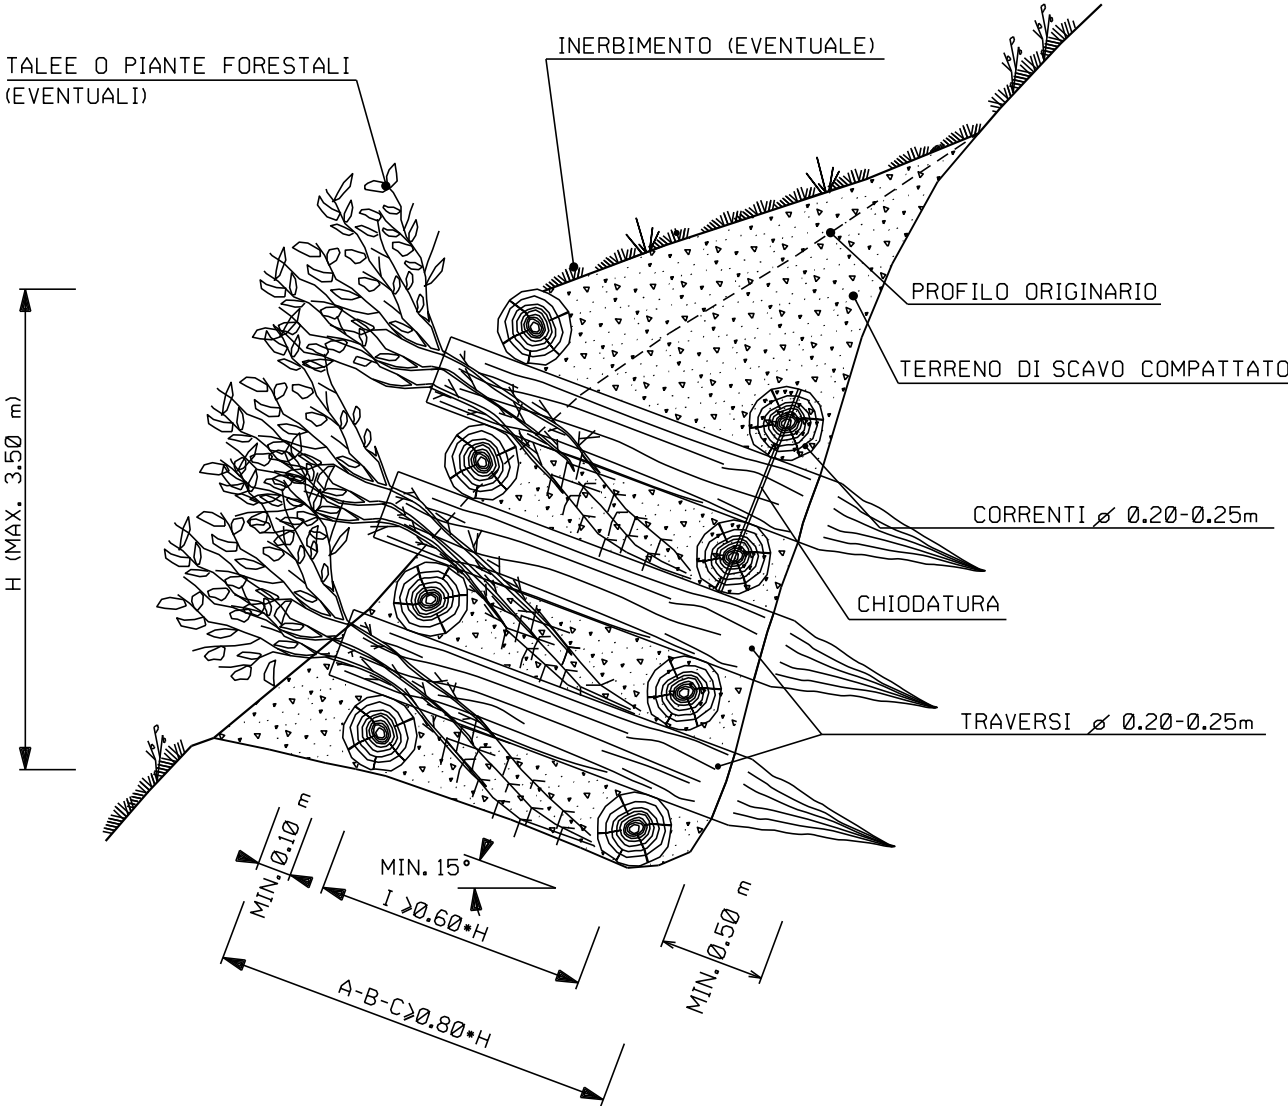 INERBIMENTO (EVENTUALE)
TALEE O PIANTE FORESTALI
(EVENTUALI)
PROFILO ORIGINARIO
TERRENO DI SCAVO COMPATTATO
H (MAX. 3.50 m)
CORRENTI ⌀ 0.20-0.25m
CHIODATURA
TRAVERSI ⌀ 0.20-0.25m
MIN. 0.10 m
MIN. 15°
I ⩾0.60*H
MIN. 0.50 m
A-B-C⩾0.80*H